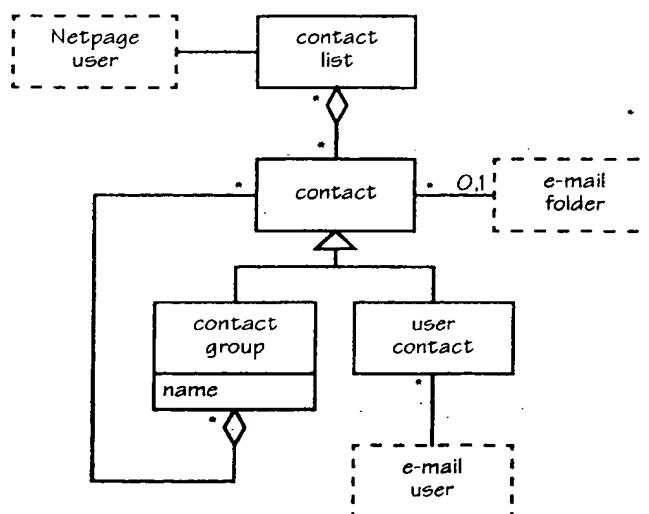 Netpage
user
contact
list
*
*
*
contact
*
0,1
e-mail
folder
contact
group
name
*
user
contact
*
e-mail
user